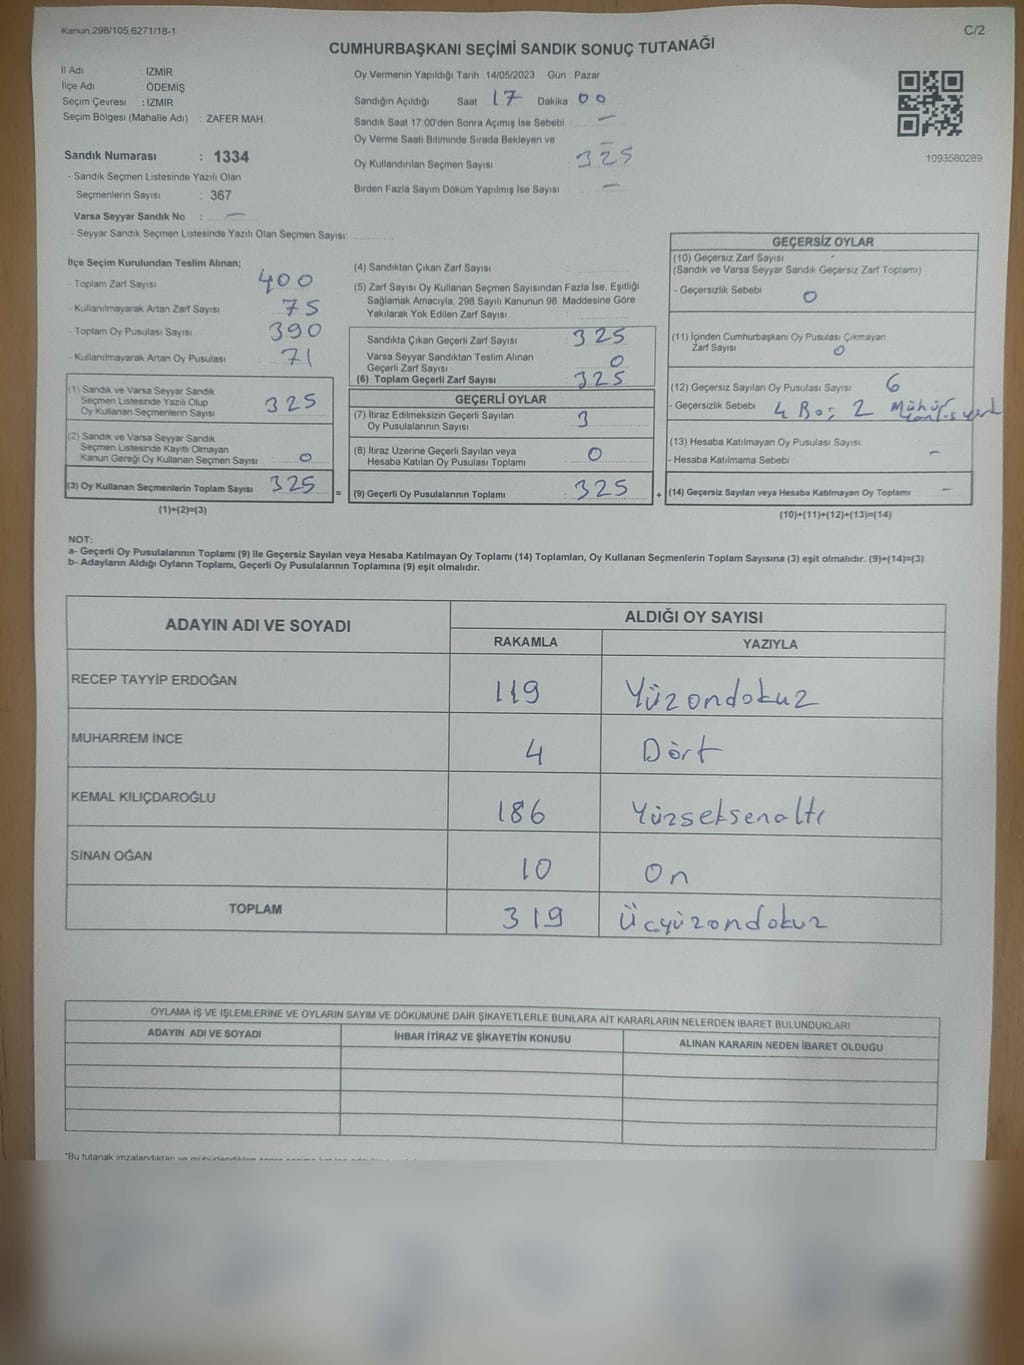 Kanun,298/105,6271/18-1
C/2
CUMHURBAŞKANI SEÇİMİ SANDIK SONUÇ TUTANAĞI
İl Adı : İZMİR
İlçe Adı : ÖDEMİŞ
Seçim Çevresi : İZMİR
Seçim Bölgesi (Mahalle Adı) : ZAFER MAH.
Sandık Numarası : 1334
- Sandık Seçmen Listesinde Yazılı Olan
Seçmenlerin Sayısı : 367
Varsa Seyyar Sandık No : —
- Seyyar Sandık Seçmen Listesinde Yazılı Olan Seçmen Sayısı:
Oy Vermenin Yapıldığı Tarih : 14/05/2023 Gün : Pazar
Sandığın Açıldığı Saat 17 Dakika 00
Sandık Saat 17:00'den Sonra Açımış İse Sebebi : —
Oy Verme Saati Bitiminde Sırada Bekleyen ve —
Oy Kullandırılan Seçmen Sayısı 325
Birden Fazla Sayım Döküm Yapılmış İse Sayısı : —
1093580289
İlçe Seçim Kurulundan Teslim Alınan;
- Toplam Zarf Sayısı 400
- Kullanılmayarak Artan Zarf Sayısı : 75
- Toplam Oy Pusulası Sayısı 390
- Kullanılmayarak Artan Oy Pusulası : 71
(1) Sandık ve Varsa Seyyar Sandık
Seçmen Listesinde Yazılı Olup
Oy Kullanan Seçmenlerin Sayısı 325
(2) Sandık ve Varsa Seyyar Sandık
Seçmen Listesinde Kayıtlı Olmayan
Kanun Gereği Oy Kullanan Seçmen Sayısı 0
(3) Oy Kullanan Seçmenlerin Toplam Sayısı 325
(1)+(2)=(3)
(4) Sandıktan Çıkan Zarf Sayısı :
(5) Zarf Sayısı Oy Kullanan Seçmen Sayısından Fazla İse, Eşitliği
Sağlamak Amacıyla, 298 Sayılı Kanunun 98. Maddesine Göre
Yakılarak Yok Edilen Zarf Sayısı :
Sandıkta Çıkan Geçerli Zarf Sayısı : 325
Varsa Seyyar Sandıktan Teslim Alınan
Geçerli Zarf Sayısı : 0
(6) Toplam Geçerli Zarf Sayısı : 325
GEÇERLİ OYLAR
(7) İtiraz Edilmeksizin Geçerli Sayılan
Oy Pusulalarının Sayısı : 3
(8) İtiraz Üzerine Geçerli Sayılan veya
Hesaba Katılan Oy Pusulası Toplamı : 0
= (9) Geçerli Oy Pusulalarının Toplamı : 325
GEÇERSİZ OYLAR
(10) Geçersiz Zarf Sayısı :
(Sandık ve Varsa Seyyar Sandık Geçersiz Zarf Toplamı)
- Geçersizlik Sebebi : 0
(11) İçinden Cumhurbaşkanı Oy Pusulası Çıkmayan
Zarf Sayısı : 0
(12) Geçersiz Sayılan Oy Pusulası Sayısı : 6
- Geçersizlik Sebebi : 4 Boş 2 Mühür
(13) Hesaba Katılmayan Oy Pusulası Sayısı :
- Hesaba Katılmama Sebebi : —
+ (14) Geçersiz Sayılan veya Hesaba Katılmayan Oy Toplamı : —
(10)+(11)+(12)+(13)=(14)
NOT:
a- Geçerli Oy Pusulalarının Toplamı (9) ile Geçersiz Sayılan veya Hesaba Katılmayan Oy Toplamı (14) Toplamları, Oy Kullanan Seçmenlerin Toplam Sayısına (3) eşit olmalıdır. (9)+(14)=(3)
b- Adayların Aldığı Oyların Toplamı, Geçerli Oy Pusulalarının Toplamına (9) eşit olmalıdır.
ADAYIN ADI VE SOYADI
ALDIĞI OY SAYISI
RAKAMLA YAZIYLA
RECEP TAYYİP ERDOĞAN 119 Yüzondokuz
MUHARREM İNCE 4 Dört
KEMAL KILIÇDAROĞLU 186 Yüzseksenaltı
SİNAN OĞAN 10 On
TOPLAM 319 Üçyüzondokuz
OYLAMA İŞ VE İŞLEMLERİNE VE OYLARIN SAYIM VE DÖKÜMÜNE DAİR ŞİKAYETLERLE BUNLARA AİT KARARLARIN NELERDEN İBARET BULUNDUKLARI
ADAYIN ADI VE SOYADI İHBAR İTİRAZ VE ŞİKAYETİN KONUSU ALINAN KARARIN NEDEN İBARET OLDUĞU
*Bu tutanak imzalandıktan ve mühürlendikten sonra